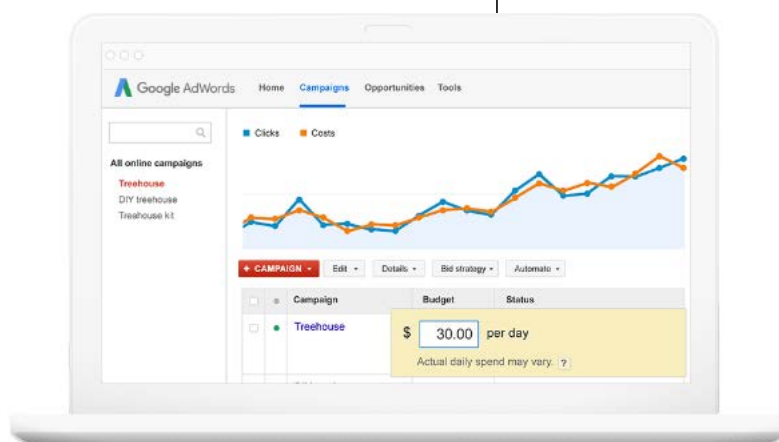 Google AdWords Home Campaigns Opportunities Tools
Clicks Costs
All online campaigns
Treehouse
DIY treehouse
Treehouse kit
+ CAMPAIGN Edit Details Bid strategy Automate
Campaign Budget Status
Treehouse
$ 30.00 per day
Actual daily spend may vary. ?